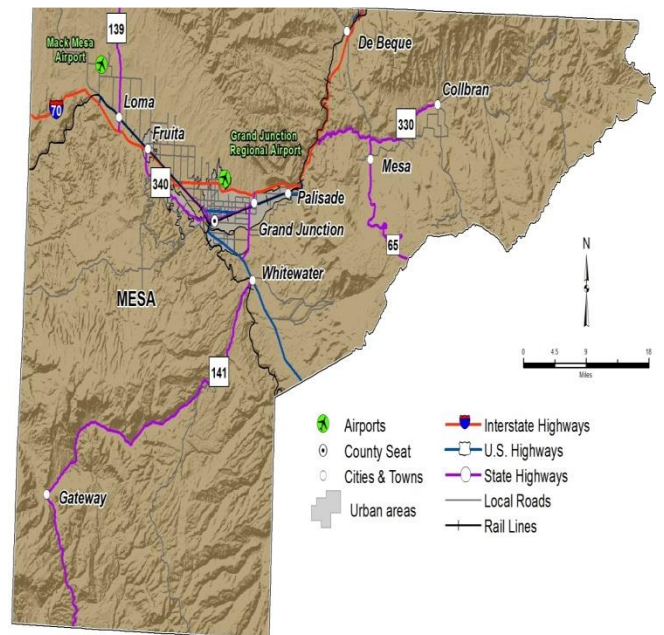 139
De Beque
Mack Mesa
Airport
Collbran
70
Loma
330
Fruita
Grand Junction
Regional Airport
Mesa
340
Palisade
Grand Junction
65
N
Whitewater
MESA
0 4.5 9 18
Miles
141
Airports
County Seat
Cities & Towns
Urban areas
Interstate Highways
U.S. Highways
State Highways
Local Roads
Rail Lines
Gateway